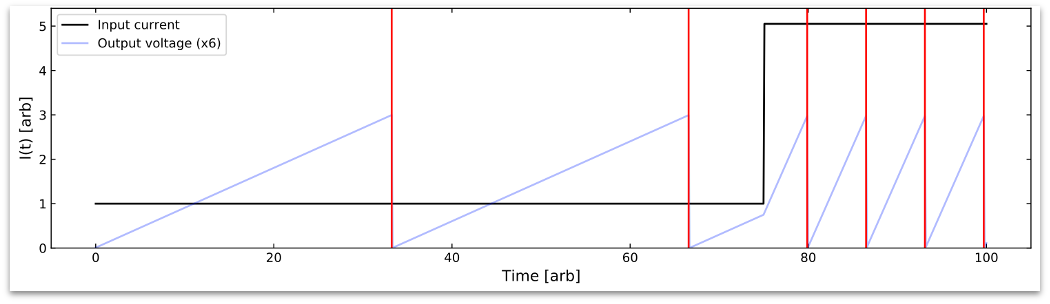 Input current
Output voltage (x6)
I(t) [arb]
5
4
3
2
1
0
0 20 40 60 80 100
Time [arb]